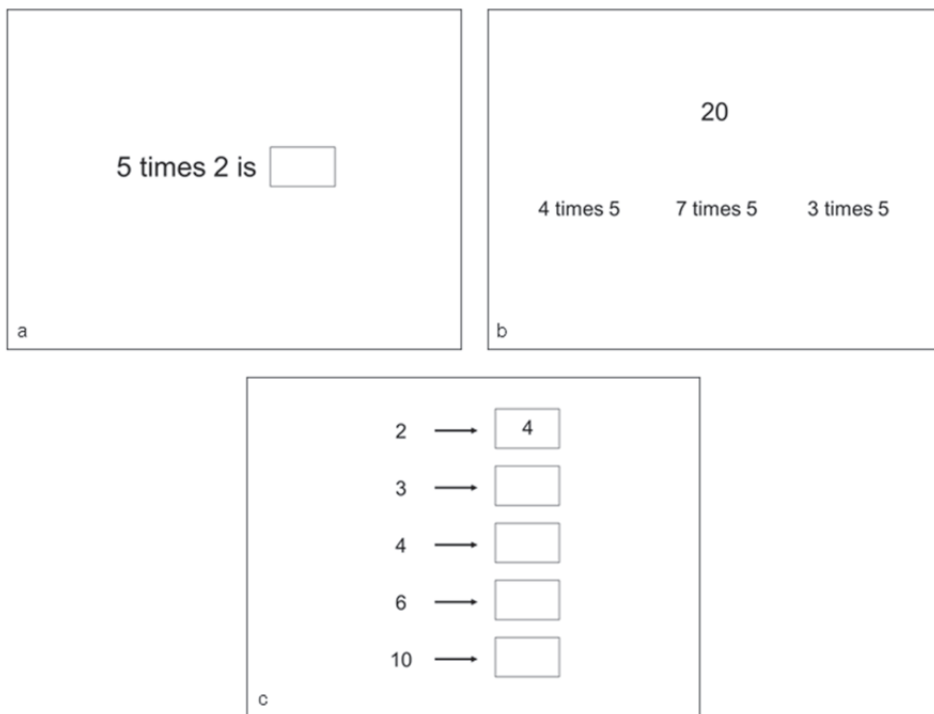 5 times 2 is
a
20
4 times 5 7 times 5 3 times 5
b
2 → 4
3 →
4 →
6 →
10 →
c